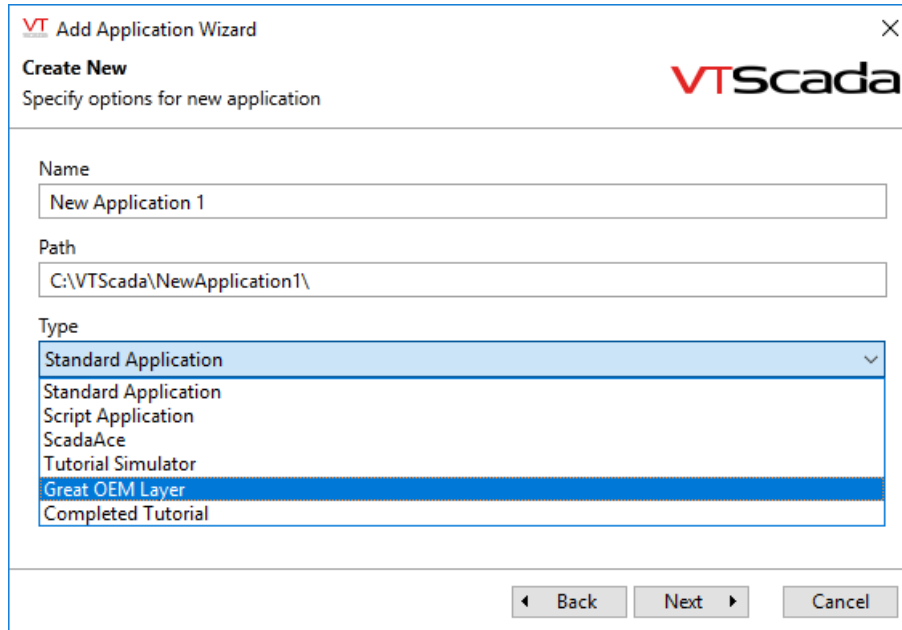 VT Add Application Wizard
Create New
Specify options for new application
VTScada
Name
New Application 1
Path
C:\VTScada\NewApplication1\
Type
Standard Application
Standard Application
Script Application
ScadaAce
Tutorial Simulator
Great OEM Layer
Completed Tutorial
Back Next Cancel